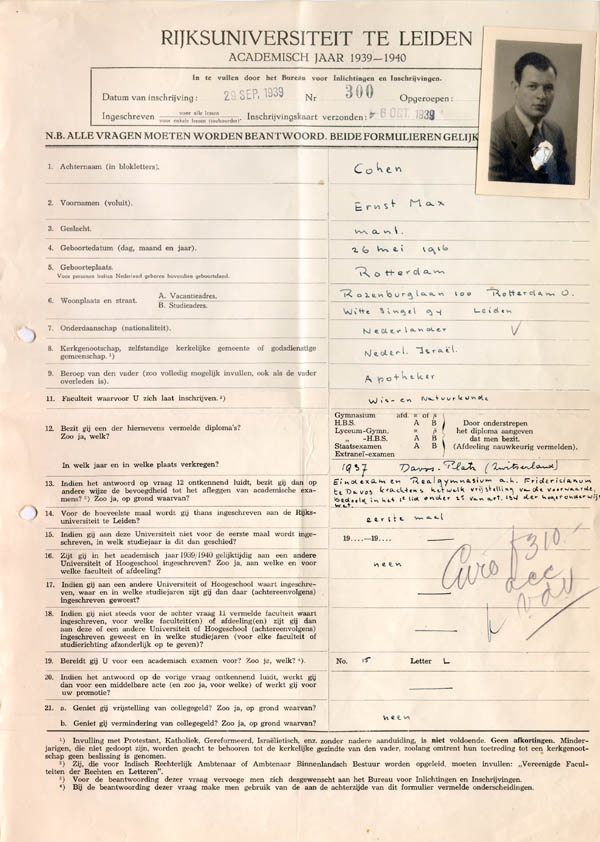 RIJKSUNIVERSITEIT TE LEIDEN
ACADEMISCH JAAR 1939—1940
In te vullen door het Bureau voor Inlichtingen en Inschrijvingen.
Datum van inschrijving: 29 SEP. 1939 Nr 300 Opgeroepen:
Ingeschreven voor alle lessen voor enkele lessen (toehoorder) Inschrijvingskaart verzonden: 6 OCT. 1939
N.B. ALLE VRAGEN MOETEN WORDEN BEANTWOORD. BEIDE FORMULIEREN GELIJK
1. Achternaam (in blokletters). Cohen
2. Voornamen (voluit). Ernst Max
3. Geslacht. manl.
4. Geboortedatum (dag, maand en jaar). 26 mei 1916
5. Geboorteplaats. Rotterdam
Voor personen buiten Nederland geboren bovendien geboorteland.
6. Woonplaats en straat. A. Vacantieadres. Rozenburglaan 100 Rotterdam O.
B. Studieadres. Witte Singel 94 Leiden
7. Onderdaanschap (nationaliteit). Nederlander
8. Kerkgenootschap, zelfstandige kerkelijke gemeente of godsdienstige
gemeenschap. ¹) Nederl. Israël.
9. Beroep van den vader (zoo volledig mogelijk invullen, ook als de vader
overleden is). Apotheker
11. Faculteit waarvoor U zich laat inschrijven. ²) Wis- en Natuurkunde
12. Bezit gij een der hiernevens vermelde diploma's?
Zoo ja, welk?
Gymnasium afd. α of β
H.B.S. A B
Lyceum-Gymn. α β
„ -H.B.S. A B
Staatsexamen A B
Extranei-examen
Door onderstrepen
het diploma aangeven
dat men bezit.
(Afdeeling nauwkeurig vermelden).
In welk jaar en in welke plaats verkregen? 1937 Davos-Platz (Zwitserland)
13. Indien het antwoord op vraag 12 ontkennend luidt, bezit gij dan op
andere wijze de bevoegdheid tot het afleggen van academische exa-
mens? ³) Zoo ja, op grond waarvan?
Eindexamen Realgymnasium a.h. Fridericianum
te Davos krachtens hetwelk vrijstelling van de voorwaarde,
bedoeld in het 1e lid onder 2e van art. 134 der hoger onderwijs
wet.
14. Voor de hoeveelste maal wordt gij thans ingeschreven aan de Rijks-
universiteit te Leiden? eerste maal
15. Indien gij aan deze Universiteit niet voor de eerste maal wordt inge-
schreven, in welk studiejaar is dit dan geschied? 19......-19......
16. Zijt gij in het academisch jaar 1939/1940 gelijktijdig aan een andere
Universiteit of Hoogeschool ingeschreven? Zoo ja, aan welke en voor
welke faculteit of afdeeling? neen
Giro f 310.-
17. Indien gij aan een andere Universiteit of Hoogeschool waart ingeschre-
ven, waar en in welke studiejaren zijt gij daar (achtereenvolgens)
ingeschreven geweest?
18. Indien gij niet steeds voor de achter vraag 11 vermelde faculteit waart
ingeschreven, voor welke faculteit(en) of afdeeling(en) zijt gij dan
aan deze of een andere Universiteit of Hoogeschool (achtereenvolgens)
ingeschreven geweest en in welke studiejaren (voor elke faculteit of
studierichting afzonderlijk op te geven)?
19. Bereidt gij U voor een academisch examen voor? Zoo ja, welk? ⁴). No. 15 Letter L
20. Indien het antwoord op de vorige vraag ontkennend luidt, werkt gij
dan voor een middelbare acte (en zoo ja, voor welke) of werkt gij voor
uw promotie?
21. a. Geniet gij vrijstelling van collegegeld? Zoo ja, op grond waarvan?
b. Geniet gij vermindering van collegegeld? Zoo ja, op grond waarvan? neen
¹) Invulling met Protestant, Katholiek, Gereformeerd, Israëlietisch, enz. zonder nadere aanduiding, is niet voldoende. Geen afkortingen. Minder-
jarigen, die niet gedoopt zijn, worden geacht te behooren tot de kerkelijke gezindte van den vader, zoolang omtrent hun toetreding tot een kerkgenoot-
schap geen beslissing is genomen.
²) Zij, die voor Indisch Rechterlijk Ambtenaar of Ambtenaar Binnenlandsch Bestuur worden opgeleid, moeten invullen: „Vereenigde Facul-
teiten der Rechten en Letteren".
³) Voor de beantwoording dezer vraag vervoege men zich desgewenscht aan het Bureau voor Inlichtingen en Inschrijvingen.
⁴) Bij de beantwoording dezer vraag make men gebruik van de aan de achterzijde van dit formulier vermelde onderscheidingen.